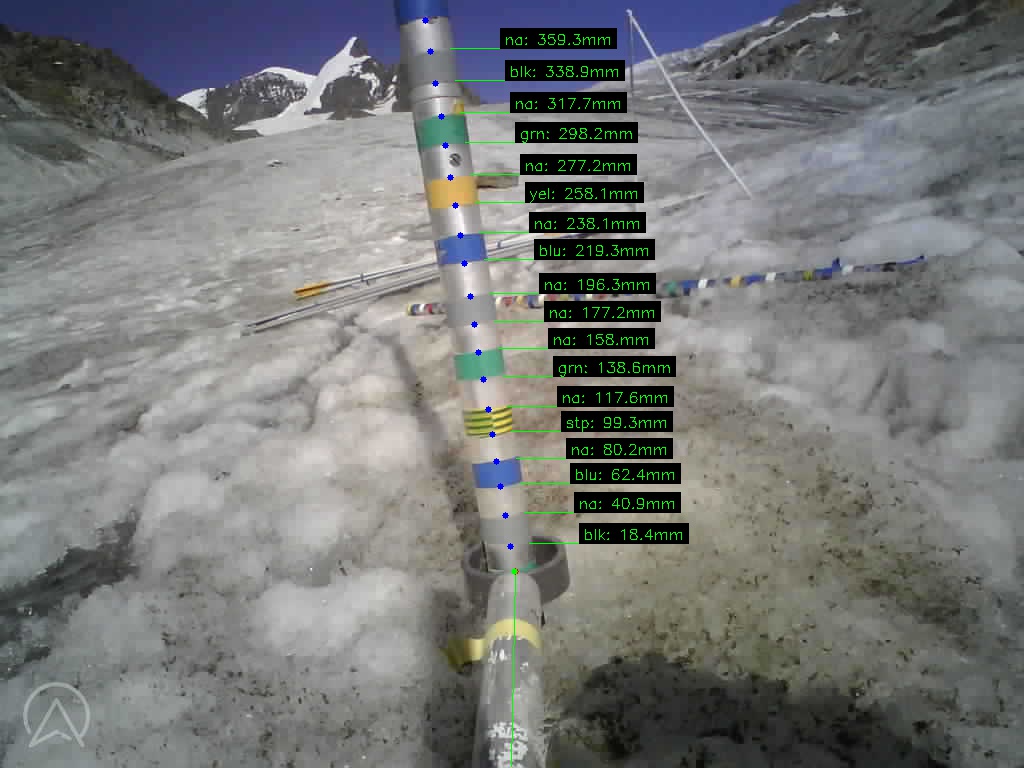 na: 359.3mm
blk: 338.9mm
na: 317.7mm
grn: 298.2mm
na: 277.2mm
yel: 258.1mm
na: 238.1mm
blu: 219.3mm
na: 196.3mm
na: 177.2mm
na: 158.mm
grn: 138.6mm
na: 117.6mm
stp: 99.3mm
na: 80.2mm
blu: 62.4mm
na: 40.9mm
blk: 18.4mm